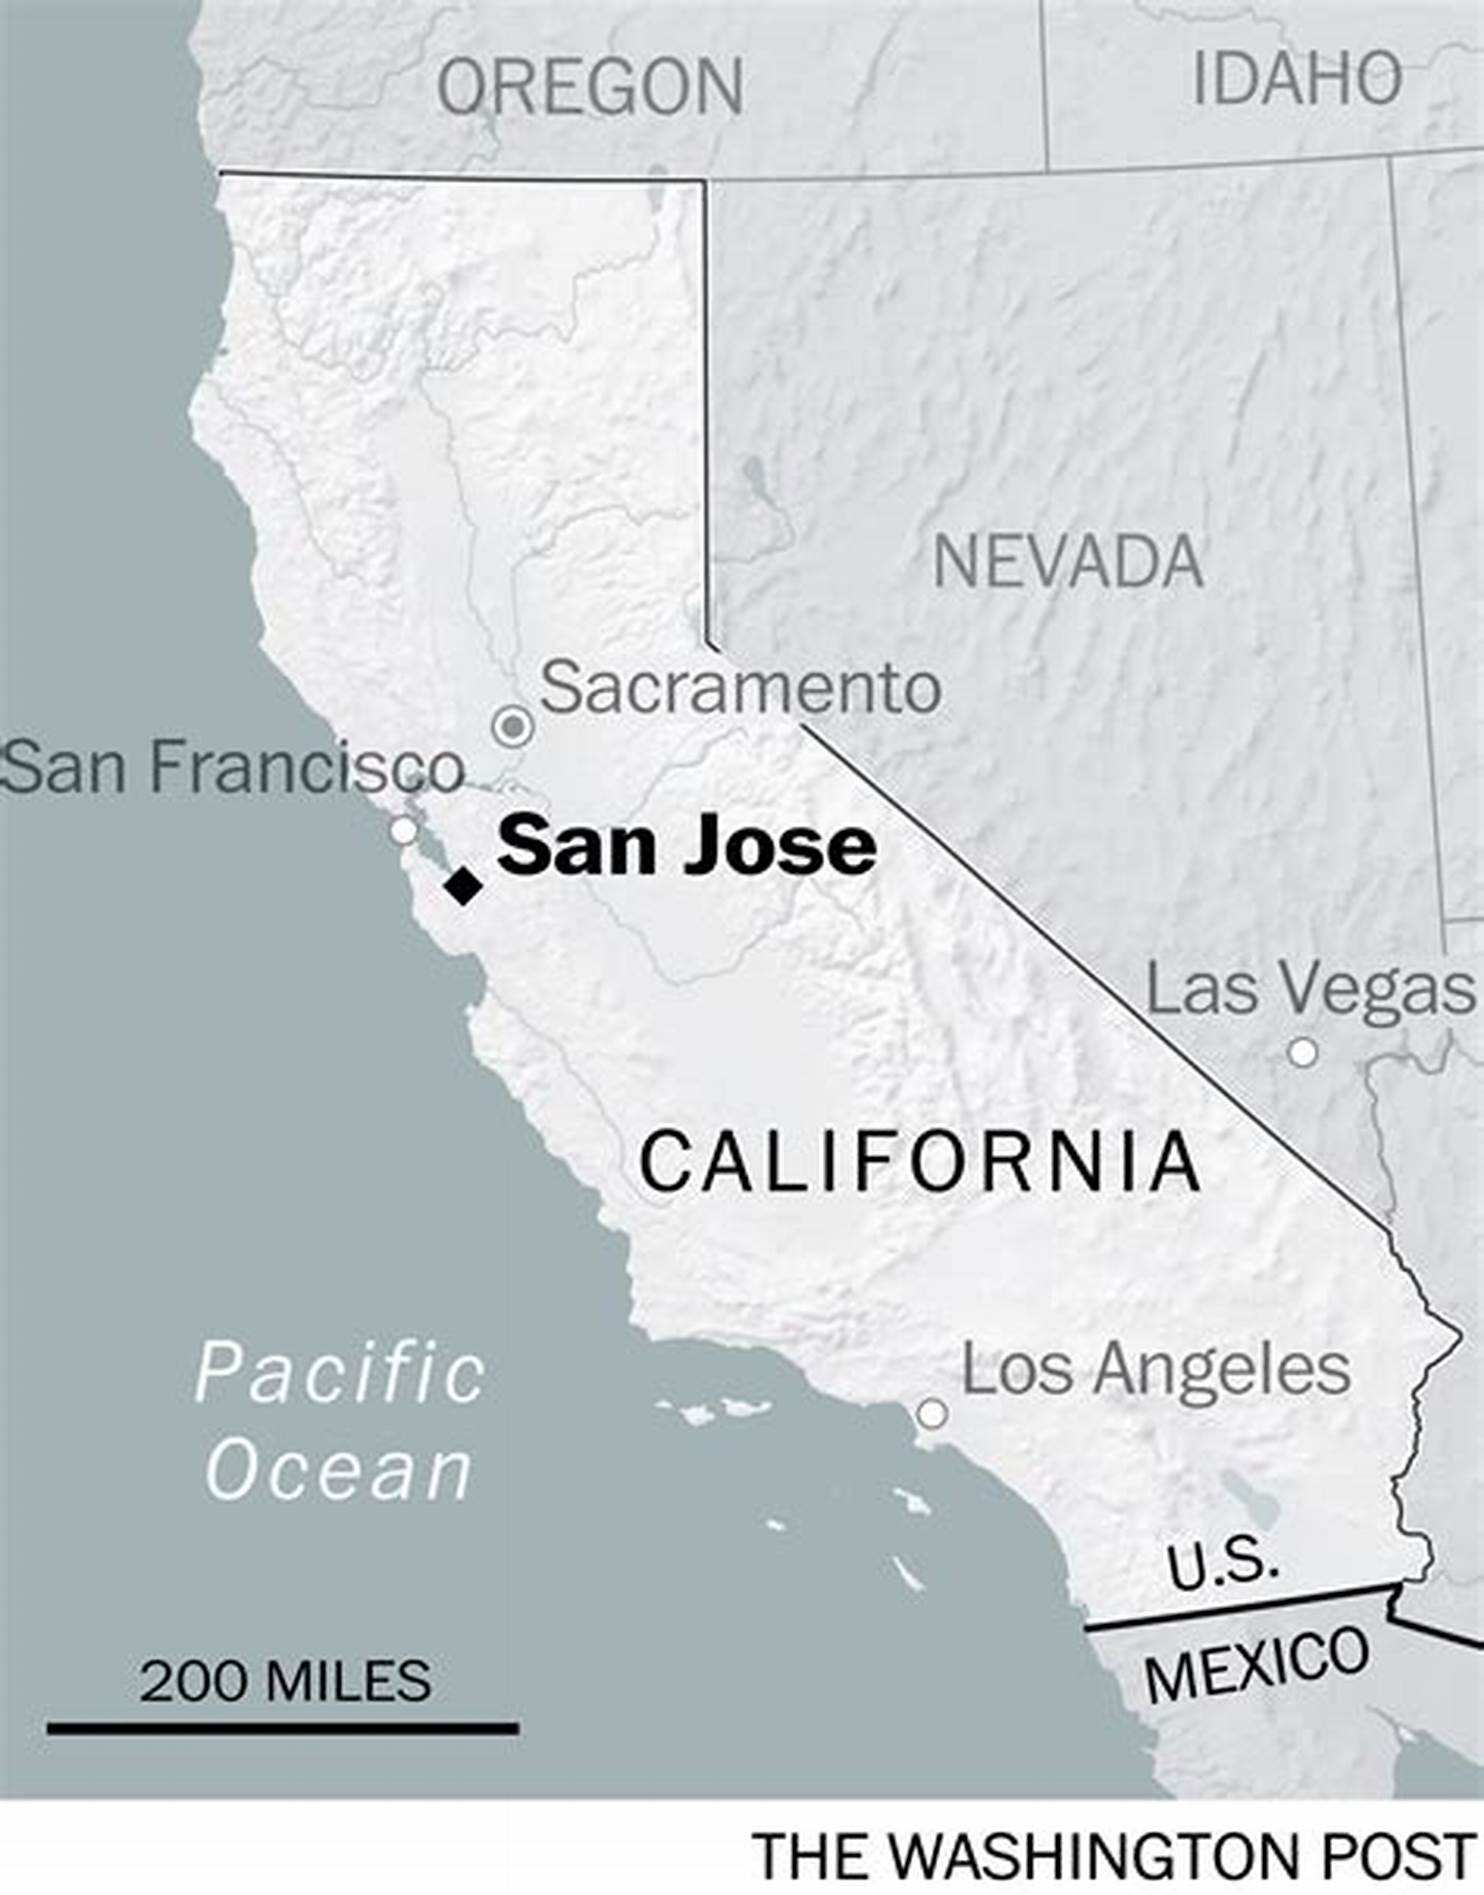 OREGON
IDAHO
NEVADA
Sacramento
San Francisco
San Jose
Las Vegas
CALIFORNIA
Pacific
Ocean
Los Angeles
U.S.
MEXICO
200 MILES
THE WASHINGTON POST